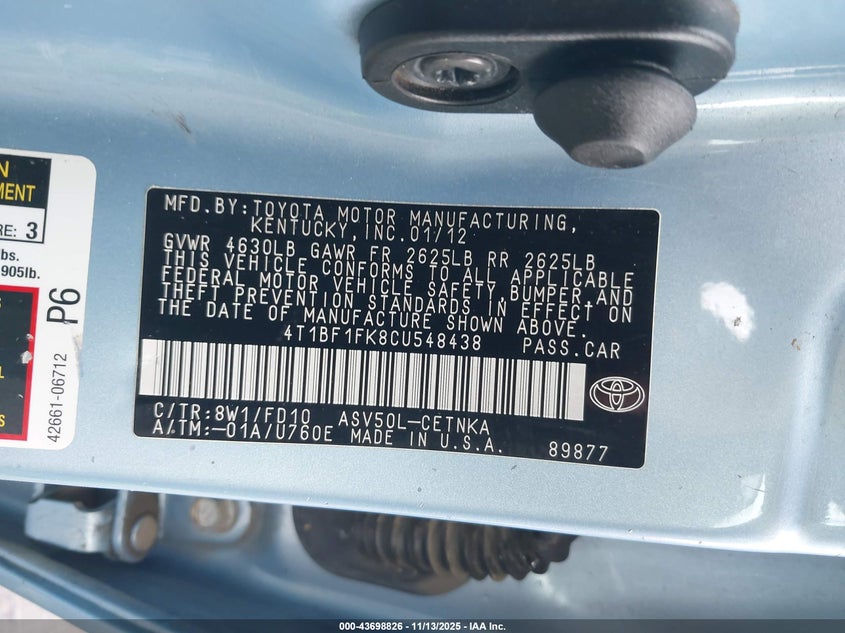 N
MENT
RE: 3
lbs.
905lb.
S
42661-06712 P6
MFD.BY:TOYOTA MOTOR MANUFACTURING,
KENTUCKY, INC.01/12
GVWR 4630LB GAWR FR 2625LB RR 2625LB
THIS VEHICLE CONFORMS TO ALL APPLICABLE
FEDERAL MOTOR VEHICLE SAFETY,BUMPER,AND
THEFT PREVENTION STANDARDS IN EFFECT ON
THE DATE OF MANUFACTURE SHOWN ABOVE.
4T1BF1FK8CU548438 PASS.CAR
C/TR:8W1/FD10 ASV50L-CETNKA
A/TM:-01A/U760E MADE IN U.S.A. 89877
000-43698826 - 11/13/2025 - IAA Inc.